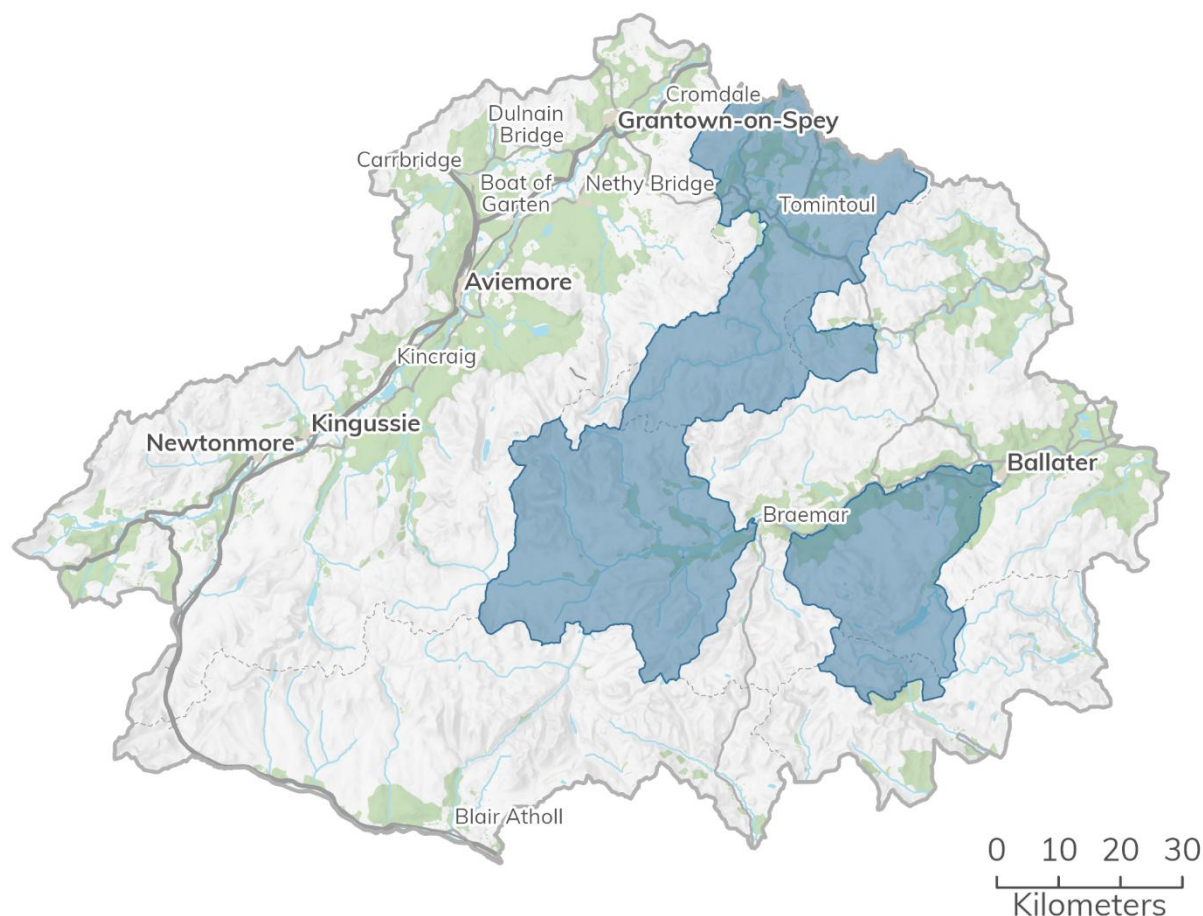 Cromdale
Grantown-on-Spey
Dulnain
Bridge
Carrbridge
Boat of
Garten
Nethy Bridge
Tomintoul
Aviemore
Kincraig
Kingussie
Newtonmore
Ballater
Braemar
Blair Atholl
0 10 20 30
Kilometers